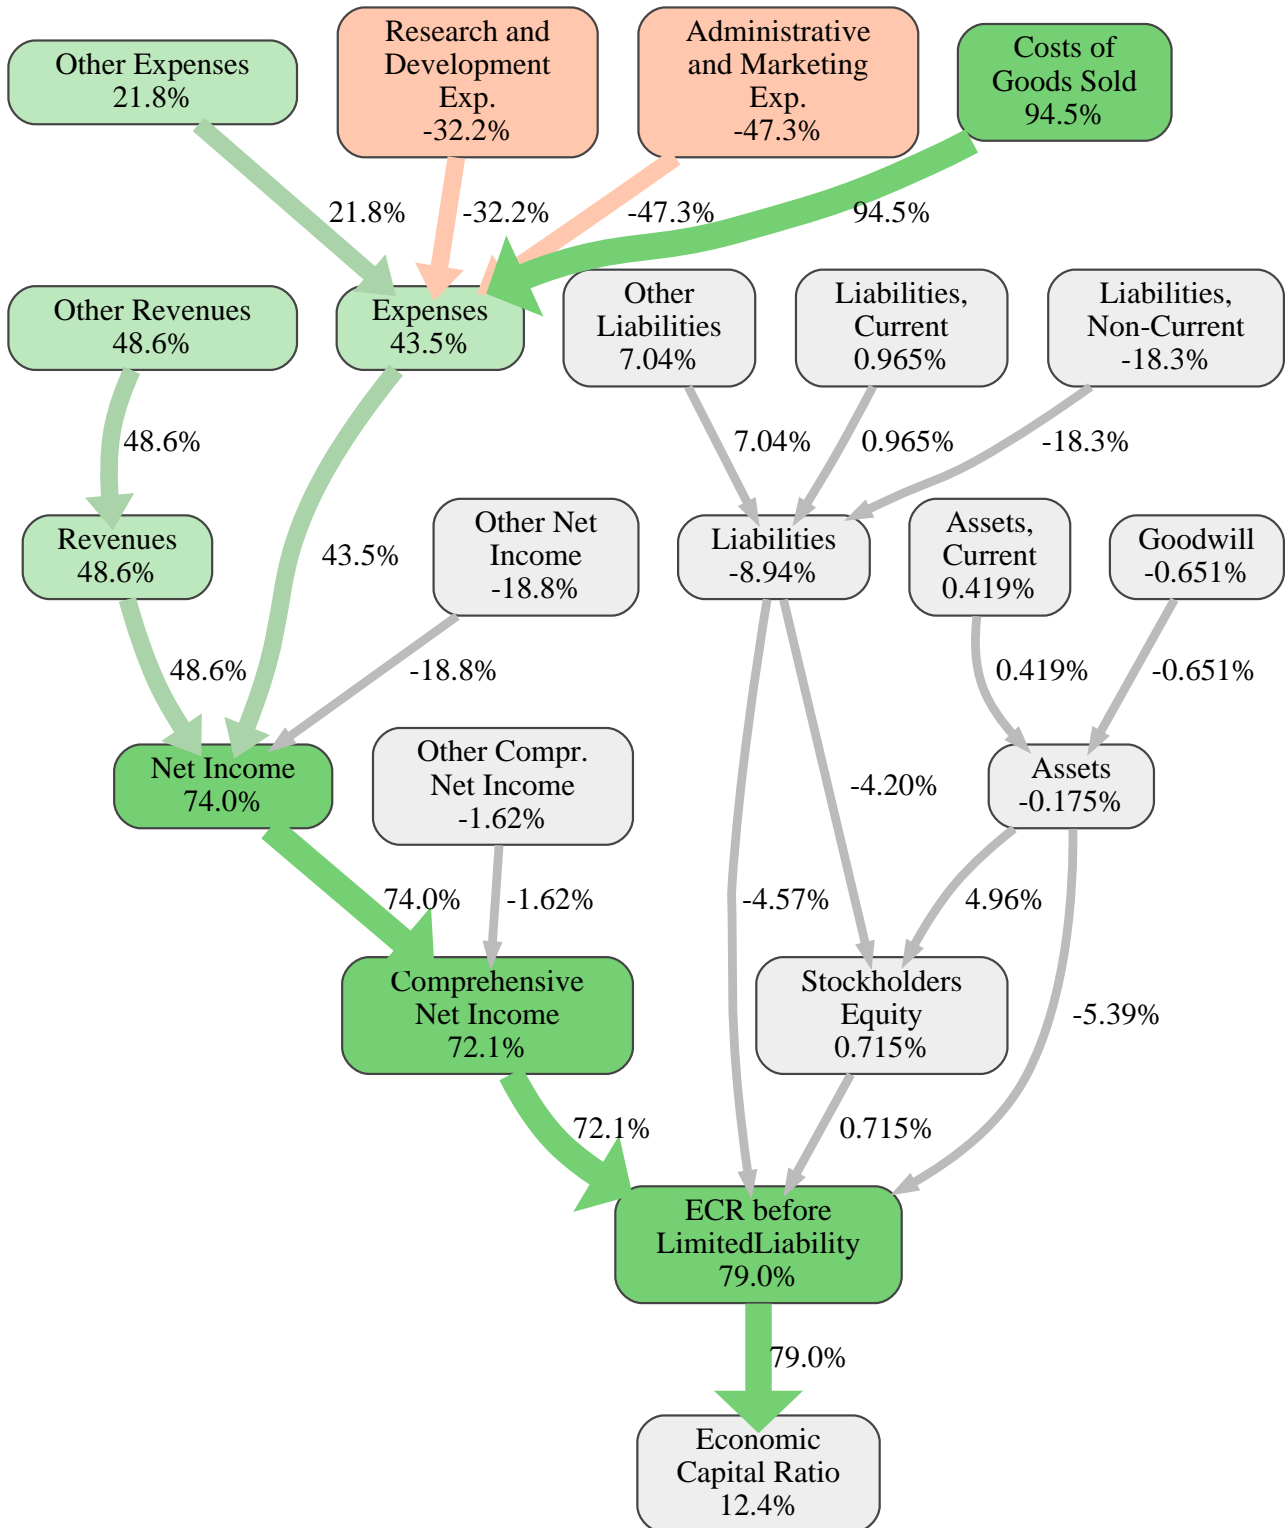 Other Expenses
21.8%
Research and
Development
Exp.
-32.2%
Administrative
and Marketing
Exp.
-47.3%
Costs of
Goods Sold
94.5%
21.8%
-32.2%
-47.3%
94.5%
Other Revenues
48.6%
Expenses
43.5%
Other
Liabilities
7.04%
Liabilities,
Current
0.965%
Liabilities,
Non-Current
-18.3%
48.6%
7.04%
0.965%
-18.3%
Revenues
48.6%
43.5%
Other Net
Income
-18.8%
Liabilities
-8.94%
Assets,
Current
0.419%
Goodwill
-0.651%
48.6%
-18.8%
0.419%
-0.651%
Net Income
74.0%
Other Compr.
Net Income
-1.62%
-4.20%
Assets
-0.175%
74.0%
-1.62%
-4.57%
4.96%
Comprehensive
Net Income
72.1%
Stockholders
Equity
0.715%
-5.39%
72.1%
0.715%
ECR before
LimitedLiability
79.0%
79.0%
Economic
Capital Ratio
12.4%